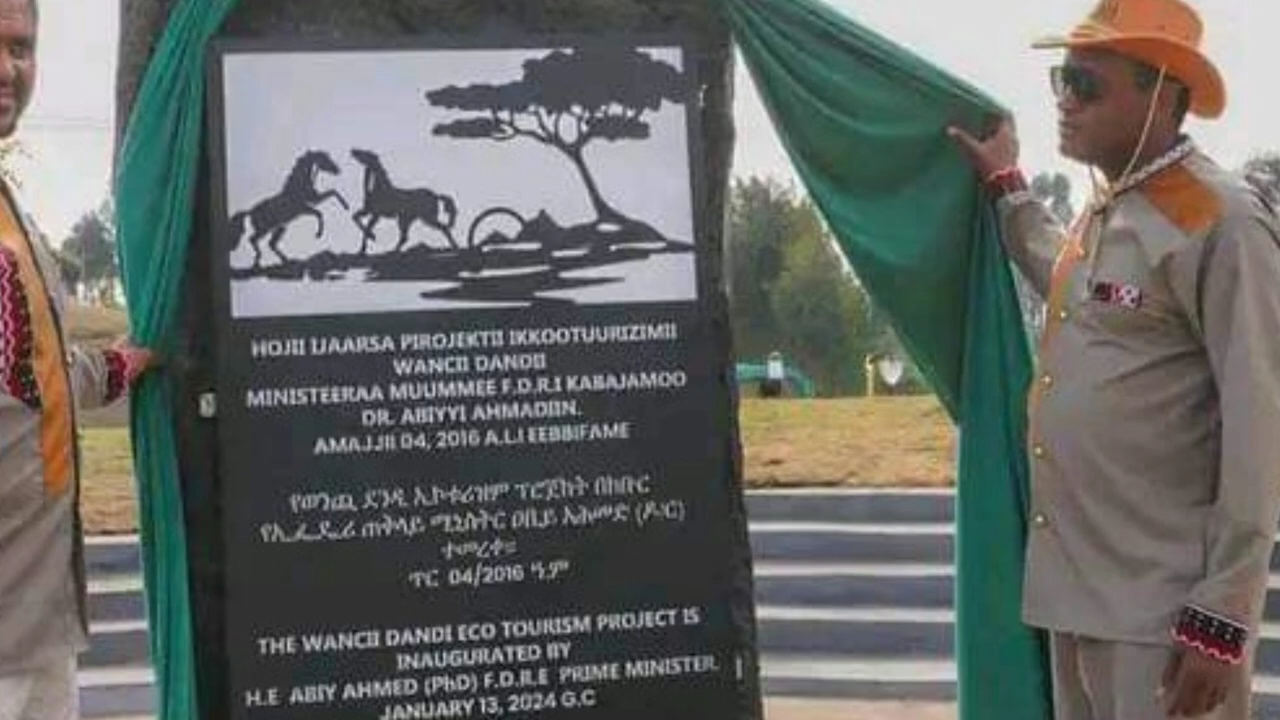 HOJII IJAARSA PIROJEKTII IKKOOTUURIZIMII
WANCII DANDII
MINISTEERAA MUUMMEE F.D.R.I KABAJAMOO
DR. ABIYYI AHMADIIN.
AMAJJII 04, 2016 A.L.I EEBBIFAME
የወንጪ ደንዲ ኢኮቱሪዝም ፕሮጀክት በክቡር
የኢ.ፌ.ዴ.ሪ ጠቅላይ ሚኒስትር ዐቢይ አሕመድ (ዶ/ር)
ተመረቀ።
ጥር 04/2016 ዓ.ም
THE WANCII DANDI ECO TOURISM PROJECT IS
INAUGURATED BY
H.E ABIY AHMED (PhD) F.D.R.E PRIME MINISTER
JANUARY 13, 2024 G.C